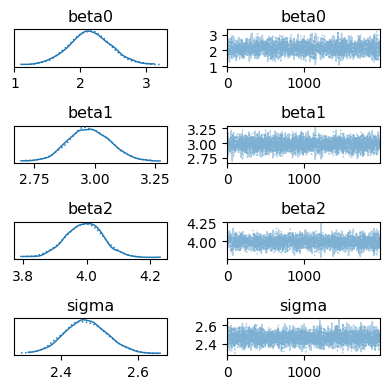 beta0 beta0
3
2
1
1 2 3 0 1000
beta1 beta1
3.25
3.00
2.75
2.75 3.00 3.25 0 1000
beta2 beta2
4.25
4.00
3.8 4.0 4.2 0 1000
sigma sigma
2.6
2.4
2.4 2.6 0 1000